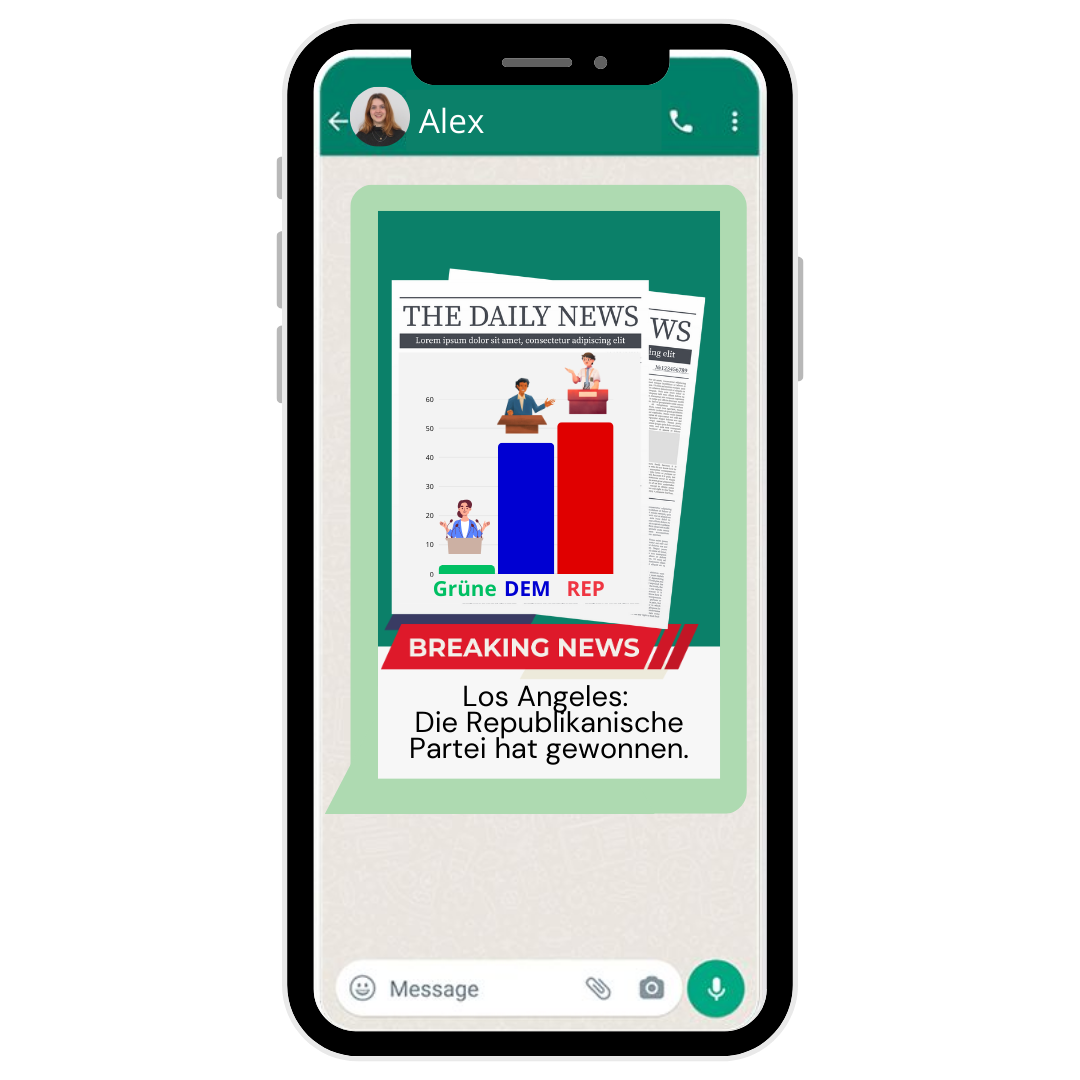 Alex
THE DAILY NEWS
Lorem ipsum dolor sit amet, consectetur adipiscing elit
WS
ing elit
№123456789
60
50
40
30
20
10
0
Grüne DEM REP
BREAKING NEWS
Los Angeles:
Die Republikanische
Partei hat gewonnen.
Message